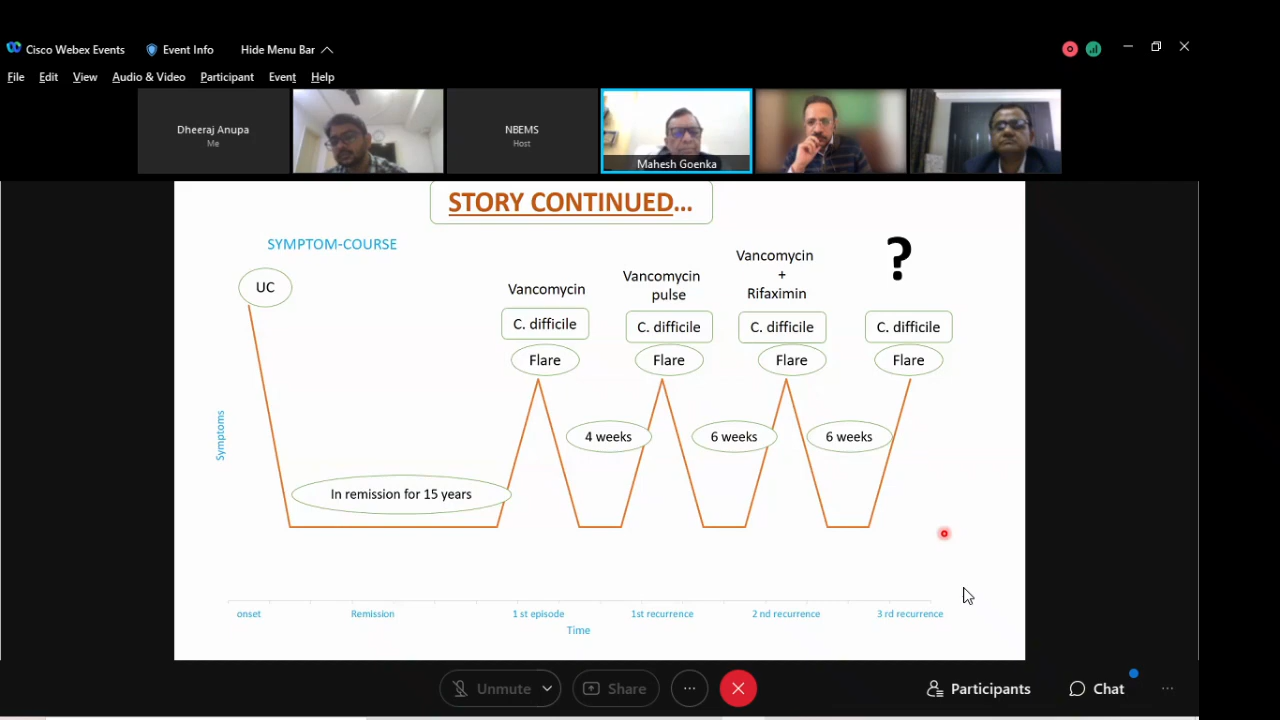 Cisco Webex Events
Event Info
Hide Menu Bar
File Edit View Audio & Video Participant Event Help
Dheeraj Anupa
Me
NBEMS
Host
Mahesh Goenka
STORY CONTINUED...
SYMPTOM-COURSE
?
Vancomycin
+
Rifaximin
Vancomycin
pulse
Vancomycin
UC
C. difficile
C. difficile
C. difficile
C. difficile
Flare
Flare
Flare
Flare
Symptoms
4 weeks
6 weeks
6 weeks
In remission for 15 years
onset
Remission
1 st episode
1st recurrence
2 nd recurrence
3 rd recurrence
Time
Unmute
Share
Participants
Chat